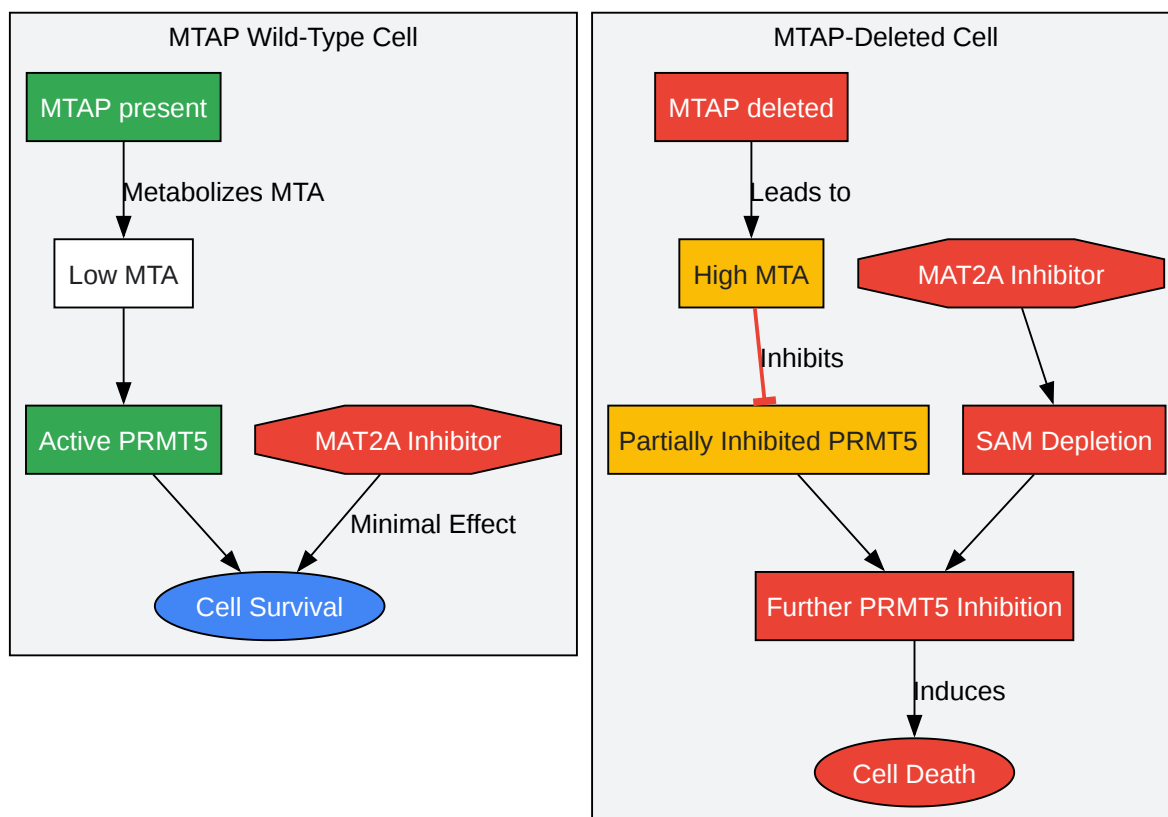 MTAP Wild-Type Cell
MTAP present
Metabolizes MTA
Low MTA
Active PRMT5
MAT2A Inhibitor
Minimal Effect
Cell Survival
MTAP-Deleted Cell
MTAP deleted
Leads to
High MTA
MAT2A Inhibitor
Inhibits
Partially Inhibited PRMT5
SAM Depletion
Further PRMT5 Inhibition
Induces
Cell Death